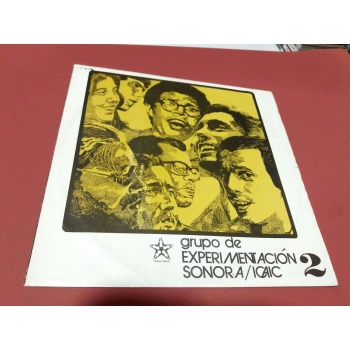 grupo de
EXPERIMENTACIÓN
SONORA/ICAIC 2